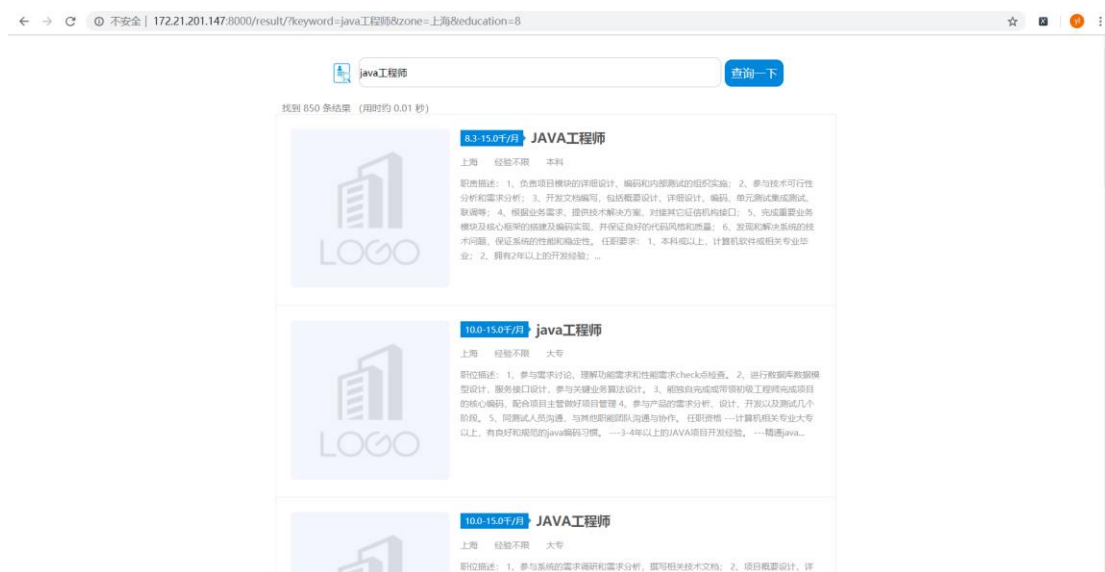 不安全 | 172.21.201.147:8000/result/?keyword=java工程师&zone=上海&education=8
java工程师
查询一下
找到 850 条结果 (用时约 0.01 秒)
8.3-15.0千/月 JAVA工程师
上海 经验不限 本科
职责描述: 1、负责项目模块的详细设计、编码和内部测试的组织实施; 2、参与技术可行性
分析和需求分析; 3、开发文档编写,包括概要设计、详细设计、编码、单元测试集成测试、
联调等; 4、根据业务需求、提供技术解决方案,对接其它征信机构接口; 5、完成重要业务
模块及核心框架的搭建及编码实现,并保证良好的代码风格和质量; 6、发现和解决系统的技
术问题,保证系统的性能和稳定性。 任职要求: 1、本科或以上,计算机软件或相关专业毕
业; 2、拥有2年以上的开发经验; ...
LOGO
10.0-15.0千/月 java工程师
上海 经验不限 大专
职位描述: 1、参与需求讨论、理解功能需求和性能需求check点检查。 2、进行数据库数据模
型设计,服务接口设计,参与关键业务算法设计。 3、能独自完成或带领初级工程师完成项目
的核心编码,配合项目主管做好项目管理 4、参与产品的需求分析、设计、开发以及测试几个
阶段。 5、同测试人员沟通、与其他职能团队沟通与协作。 任职资格 ---计算机相关专业大专
以上,有良好和规范的java编码习惯。 ---3-4年以上的JAVA项目开发经验。 ---精通java...
LOGO
10.0-15.0千/月 JAVA工程师
上海 经验不限 大专
职位描述: 1、参与系统的需求调研和需求分析,撰写相关技术文档; 2、项目概要设计、详